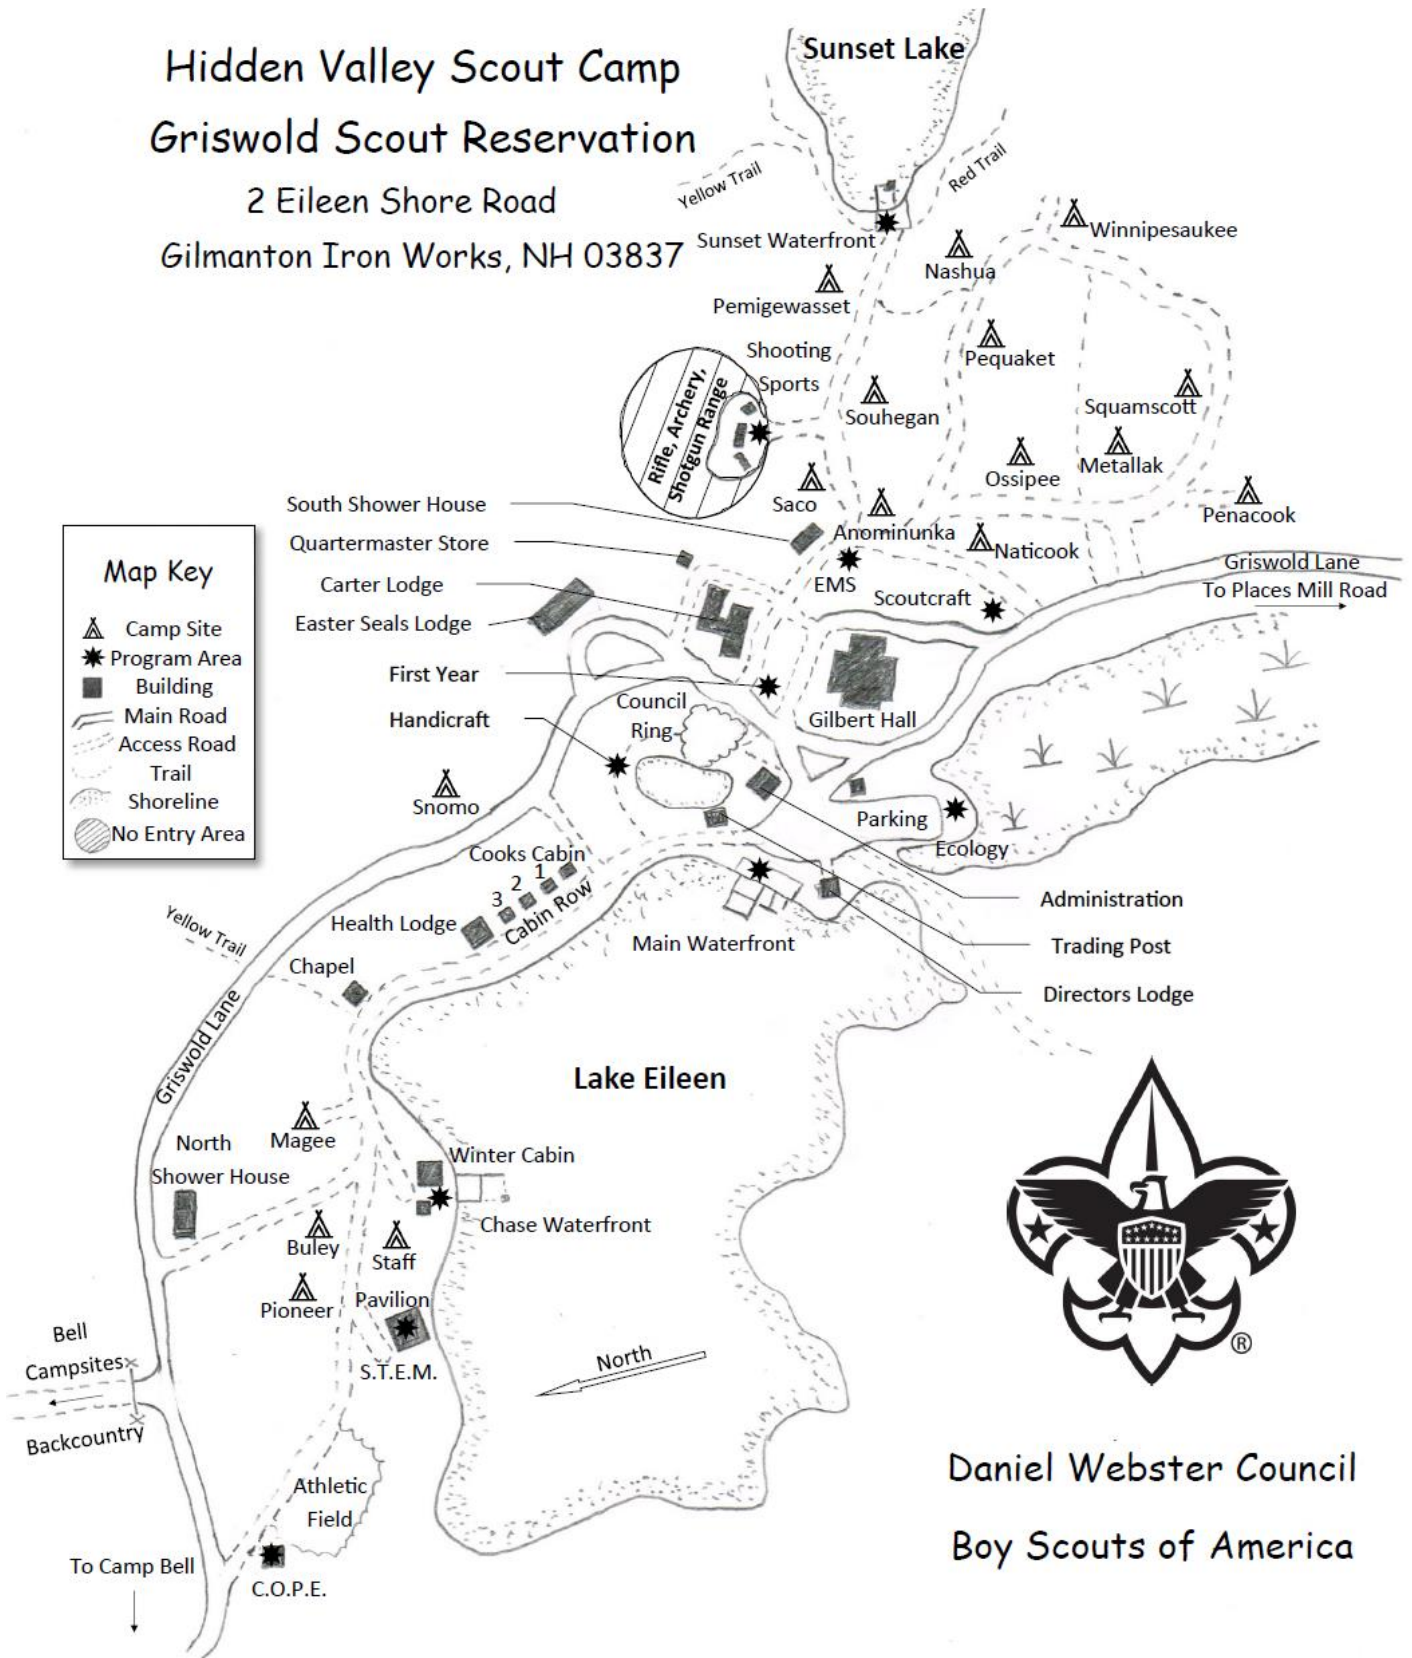 Hidden Valley Scout Camp
Griswold Scout Reservation
2 Eileen Shore Road
Gilmanton Iron Works, NH 03837
Sunset Lake
Yellow Trail
Red Trail
Sunset Waterfront
Winnipesaukee
Nashua
Pemigewasset
Shooting
Sports
Pequaket
Rifle, Archery,
Shotgun Range
Souhegan
Squamscott
Metallak
Ossipee
Saco
Penacook
South Shower House
Anominunka
Naticook
Quartermaster Store
Carter Lodge
EMS
Scoutcraft
Griswold Lane
To Places Mill Road
Easter Seals Lodge
First Year
Handicraft
Council
Ring
Gilbert Hall
Map Key
Camp Site
Program Area
Building
Main Road
Access Road
Trail
Shoreline
No Entry Area
Snomo
Parking
Ecology
Cooks Cabin
1
2
3
Cabin Row
Health Lodge
Main Waterfront
Administration
Trading Post
Directors Lodge
Yellow Trail
Chapel
Griswold Lane
Lake Eileen
Magee
North
Shower House
Winter Cabin
Chase Waterfront
Buley
Staff
Pioneer
Pavilion
S.T.E.M.
North
Bell
Campsites
Backcountry
Athletic
Field
To Camp Bell
C.O.P.E.
®
Daniel Webster Council
Boy Scouts of America